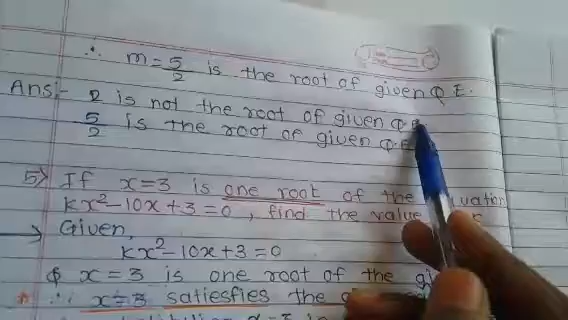 ∴ m = 5/2 is the root of given Q E.
Ans:- 2 is not the root of given Q.E
5/2 is the root of given Q.E
5) If x=3 is one root of the
kx²-10x+3=0, find the value
→ Given,
kx²-10x+3=0
& x=3 is one root of the
* ∴ x=3 satiesfies the